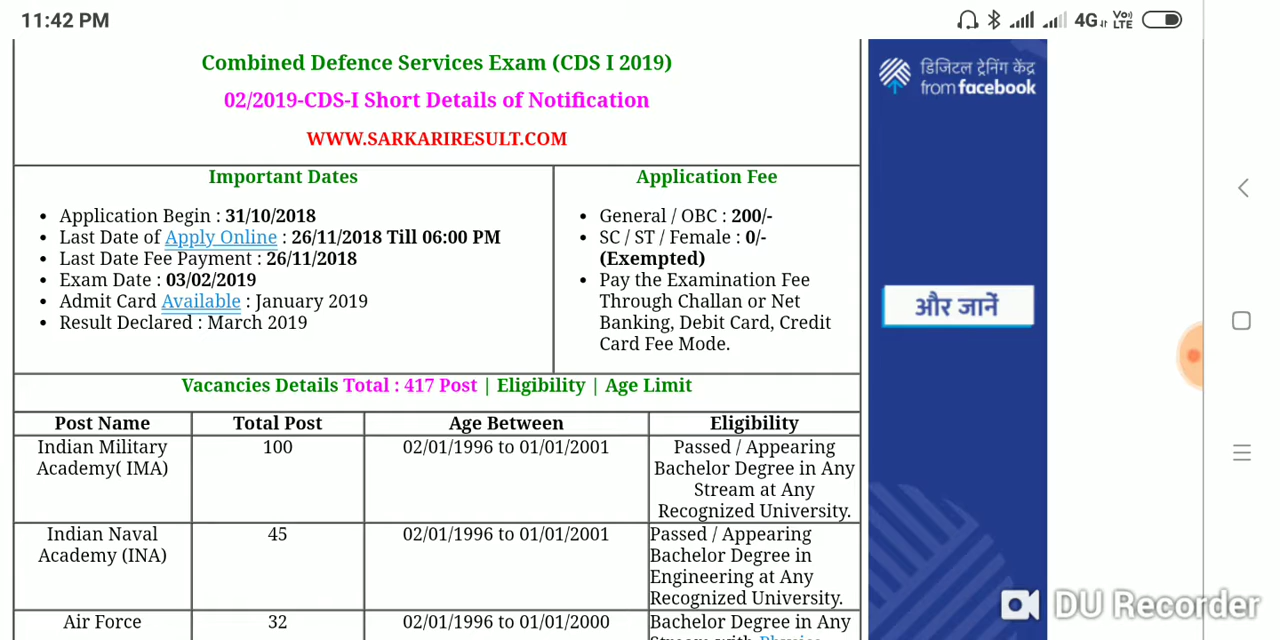 11:42 PM
4G
Vo)
LTE
Combined Defence Services Exam (CDS I 2019)
02/2019-CDS-I Short Details of Notification
WWW.SARKARIRESULT.COM
Important Dates
• Application Begin : 31/10/2018
• Last Date of Apply Online : 26/11/2018 Till 06:00 PM
• Last Date Fee Payment : 26/11/2018
• Exam Date : 03/02/2019
• Admit Card Available : January 2019
• Result Declared : March 2019
Application Fee
• General / OBC : 200/-
• SC / ST / Female : 0/-
(Exempted)
• Pay the Examination Fee
Through Challan or Net
Banking, Debit Card, Credit
Card Fee Mode.
Vacancies Details Total : 417 Post | Eligibility | Age Limit
Post Name
Total Post
Age Between
Eligibility
Indian Military
Academy( IMA)
100
02/01/1996 to 01/01/2001
Passed / Appearing
Bachelor Degree in Any
Stream at Any
Recognized University.
Indian Naval
Academy (INA)
45
02/01/1996 to 01/01/2001
Passed / Appearing
Bachelor Degree in
Engineering at Any
Recognized University.
Air Force
32
02/01/1996 to 01/01/2000
Bachelor Degree in Any
Stream with Physics
डिजिटल ट्रेनिंग केंद्र
from facebook
और जानें
DU Recorder